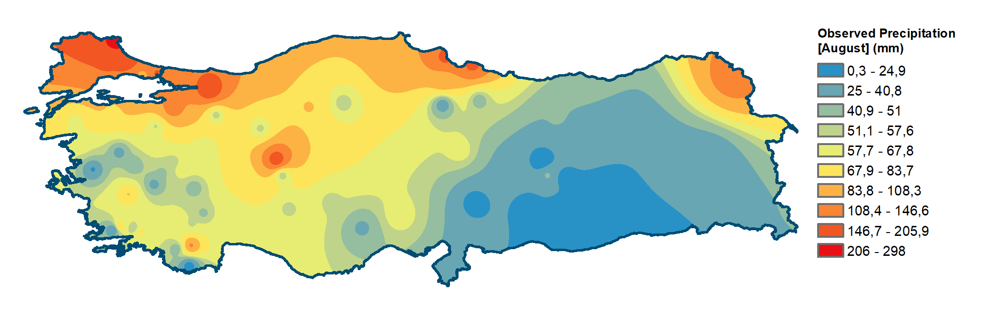 Observed Precipitation
[August] (mm)
0,3 - 24,9
25 - 40,8
40,9 - 51
51,1 - 57,6
57,7 - 67,8
67,9 - 83,7
83,8 - 108,3
108,4 - 146,6
146,7 - 205,9
206 - 298